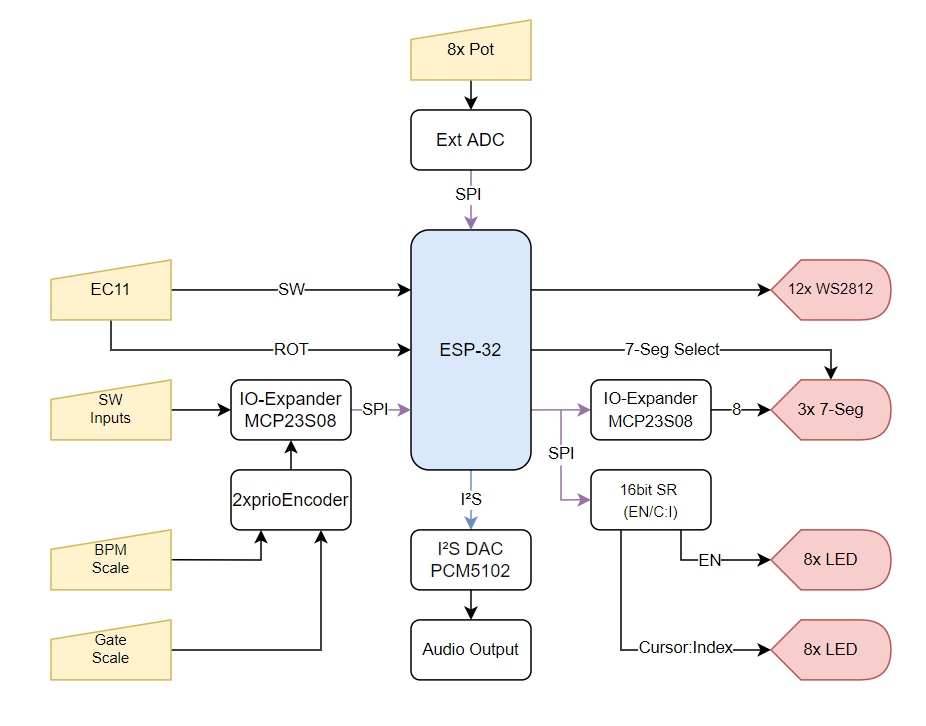 8x Pot
Ext ADC
SPI
EC11
SW
12x WS2812
ROT
ESP-32
7-Seg Select
SW
Inputs
IO-Expander
MCP23S08
SPI
IO-Expander
MCP23S08
8
3x 7-Seg
SPI
2xprioEncoder
I²S
16bit SR
(EN/C:I)
BPM
Scale
I²S DAC
PCM5102
EN
8x LED
Gate
Scale
Audio Output
Cursor:Index
8x LED